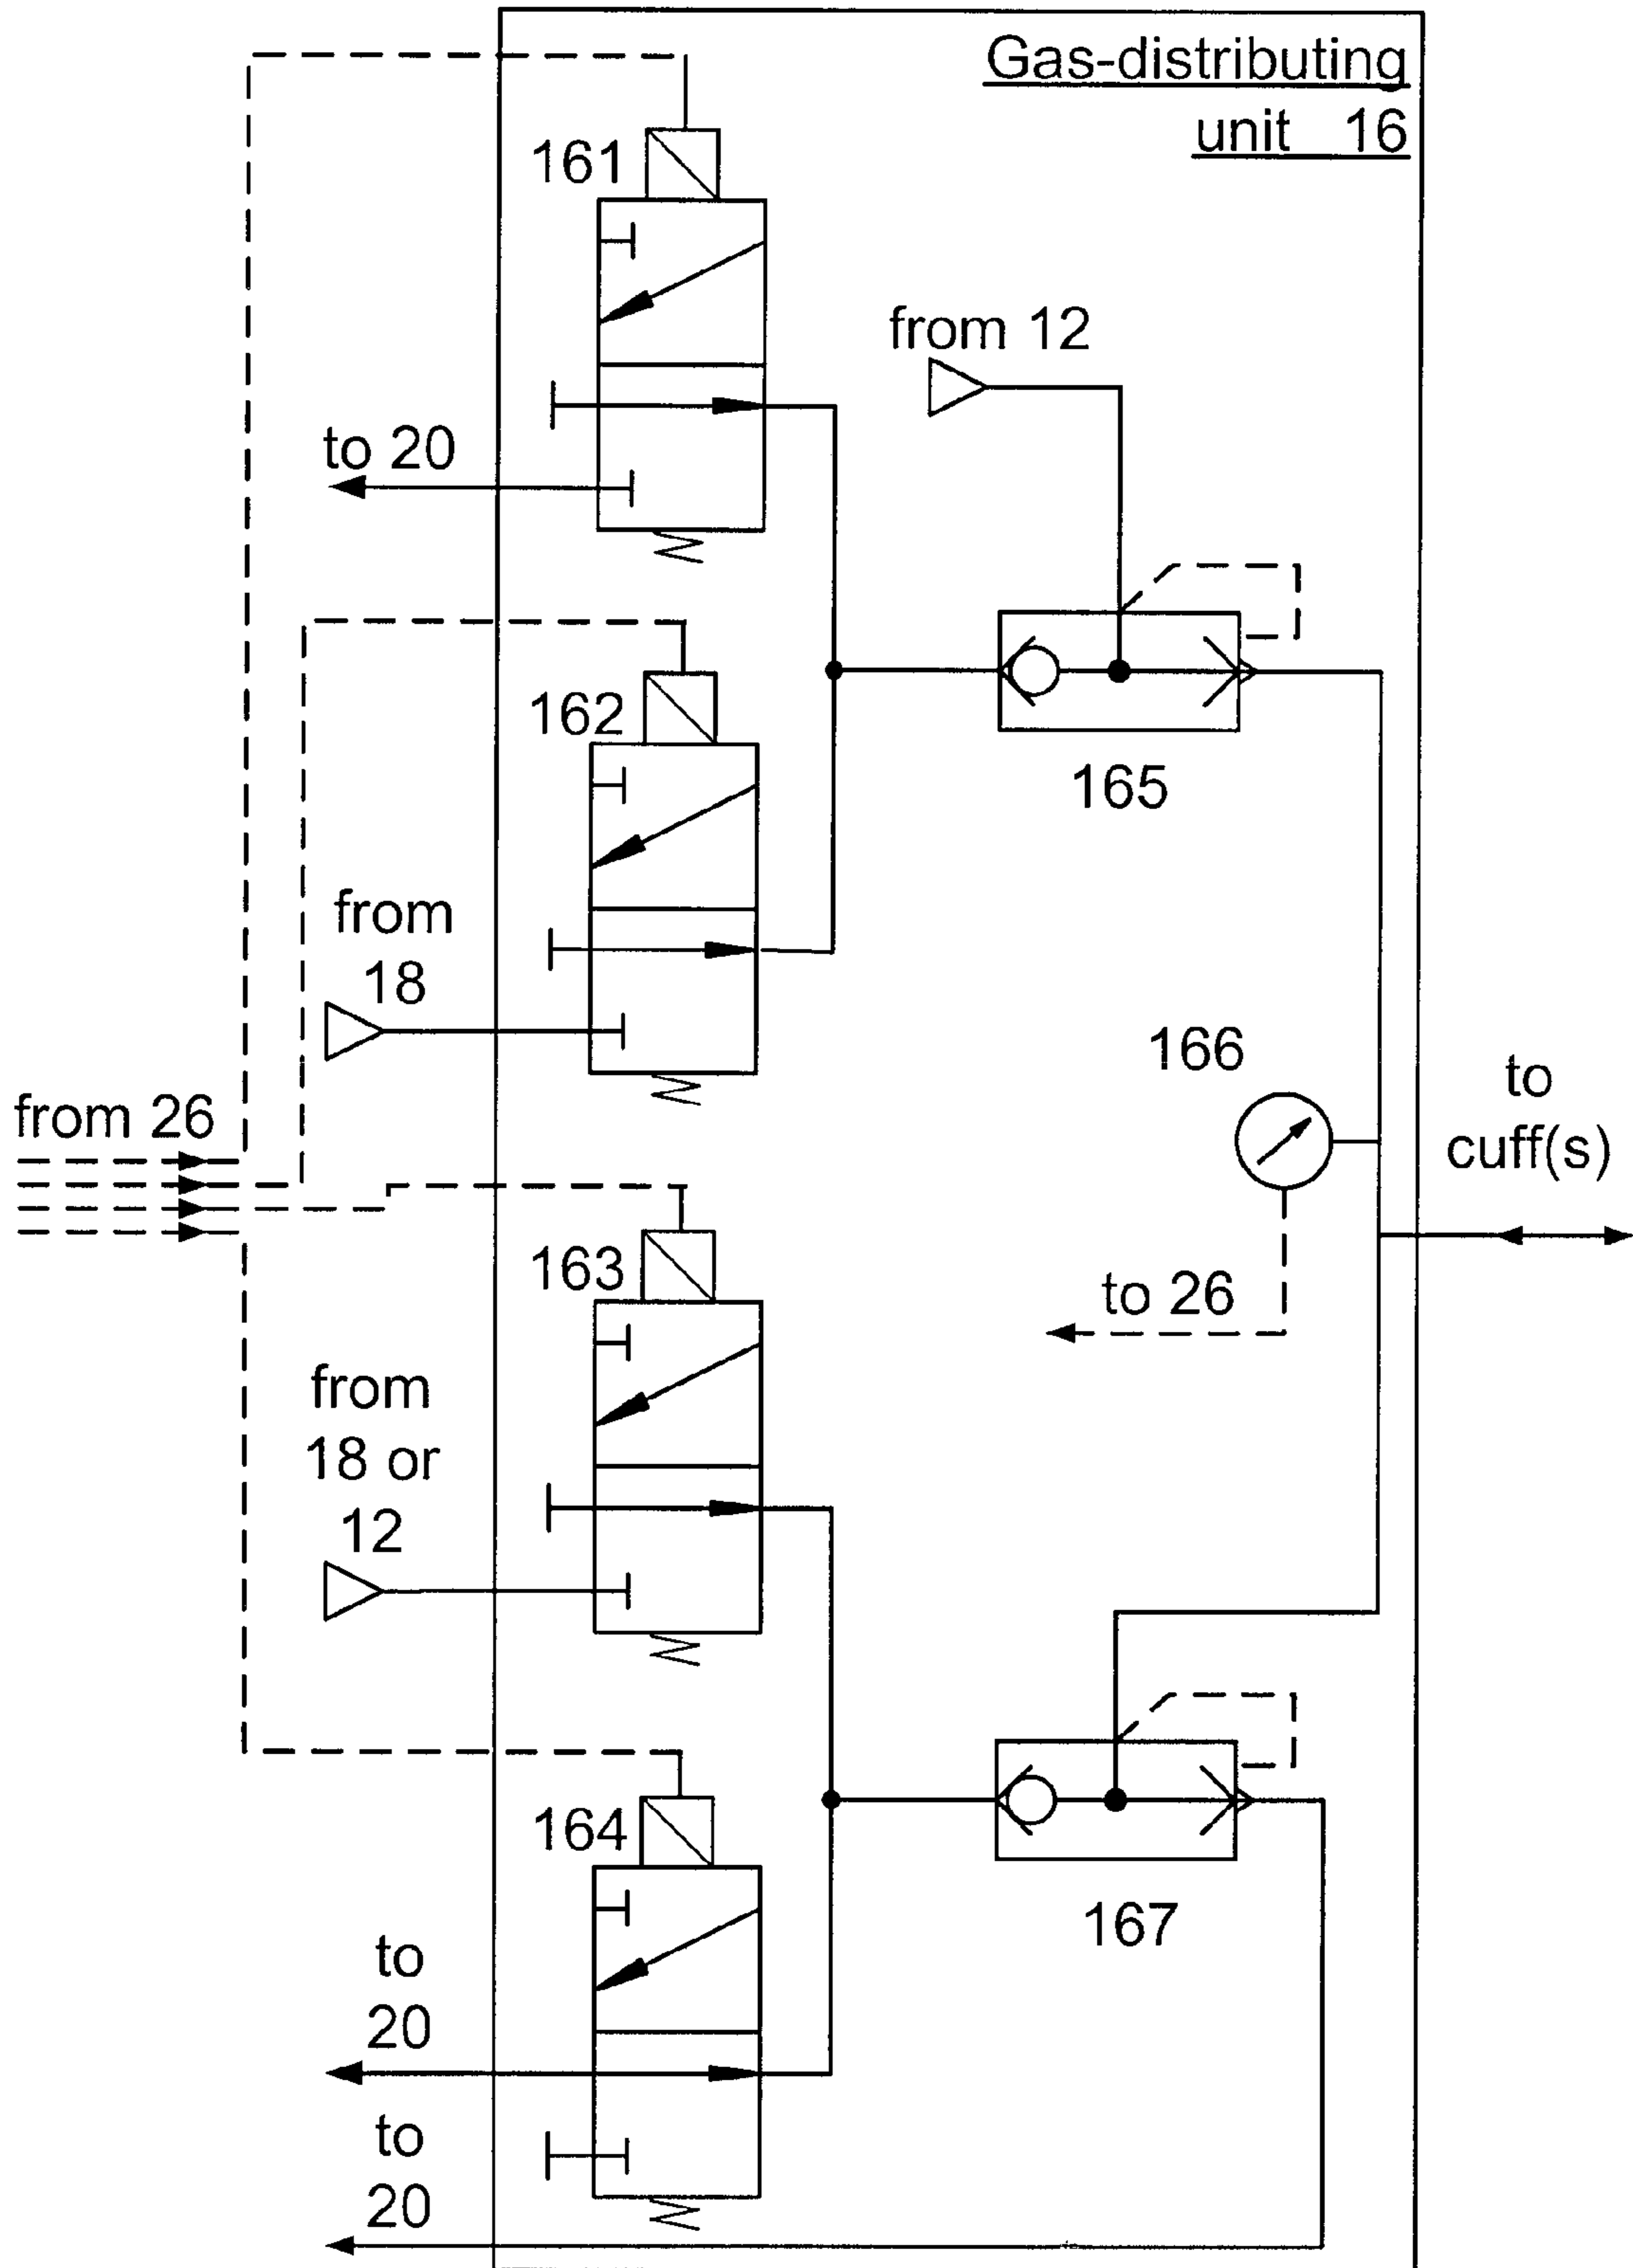 Gas-distributing
unit 16
161
from 12
to 20
162
165
from
18
166
to
cuff(s)
from 26
163
to 26
from
18 or
12
164
167
to
20
to
20